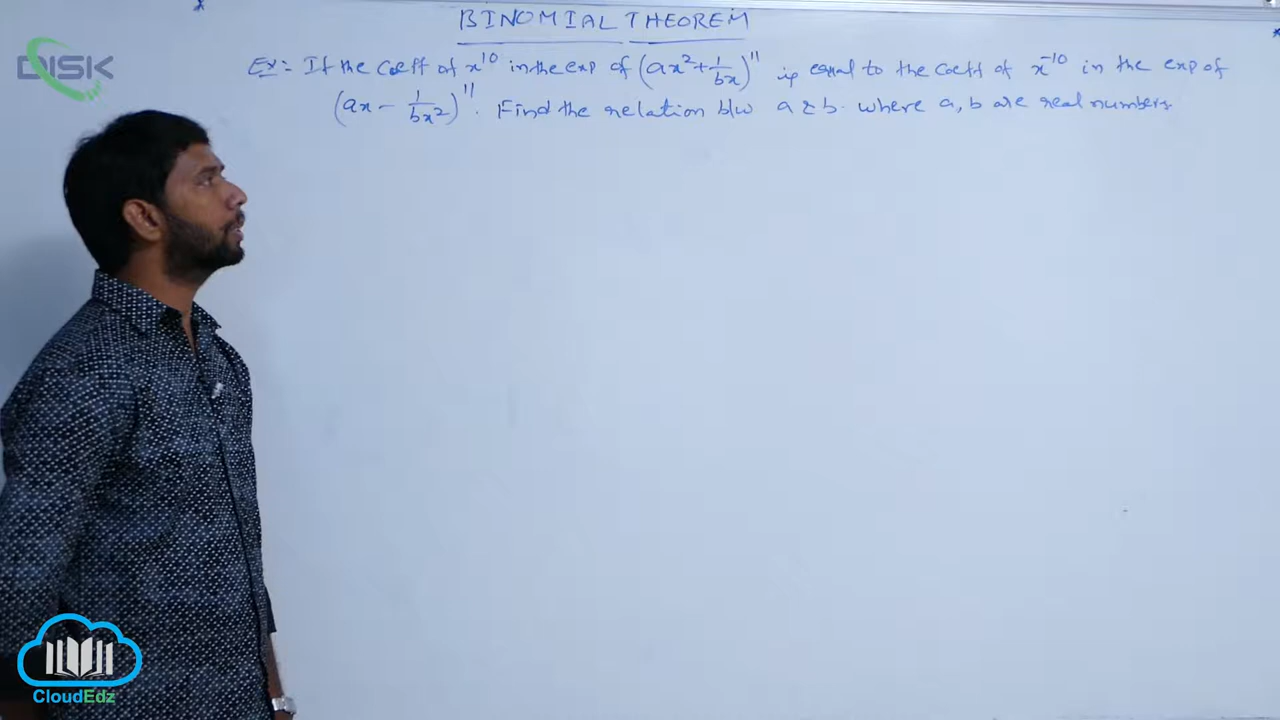 BINOMIAL THEOREM
DISK
Ex:- If the Coeff of x¹⁰ in the exp of (ax² + 1/bx)¹¹ is equal to the Coeff of x⁻¹⁰ in the exp of
(ax - 1/bx²)¹¹. Find the relation b/w a & b. where a, b are real numbers.
CloudEdz